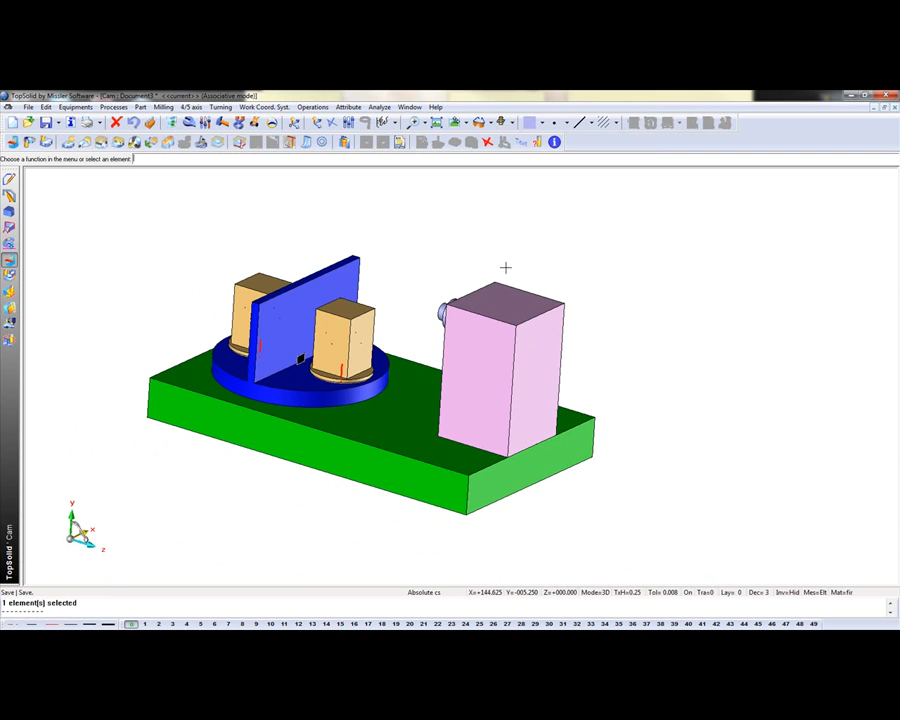 TopSolid by Missler Software - [Cam : Document3 * <<current>> (Associative mode)]
File Edit Equipments Processes Part Milling 4/5 axis Turning Work Coord. Syst. Operations Attribute Analyze Window Help
Choose a function in the menu or select an element:
y
x
z
TopSolid 'Cam
Save | Save.
Absolute cs X=+144.625 Y=-005.250 Z=+000.000 Mode=3D TxH=0.25 Tol= 0.008 On Tra=0 Lay= 0 Dec= 3 Inv=Hid Mes=Elt Mat=fir
1 element(s) selected
----------
0 1 2 3 4 5 6 7 8 9 10 11 12 13 14 15 16 17 18 19 20 21 22 23 24 25 26 27 28 29 30 31 32 33 34 35 36 37 38 39 40 41 42 43 44 45 46 47 48 49